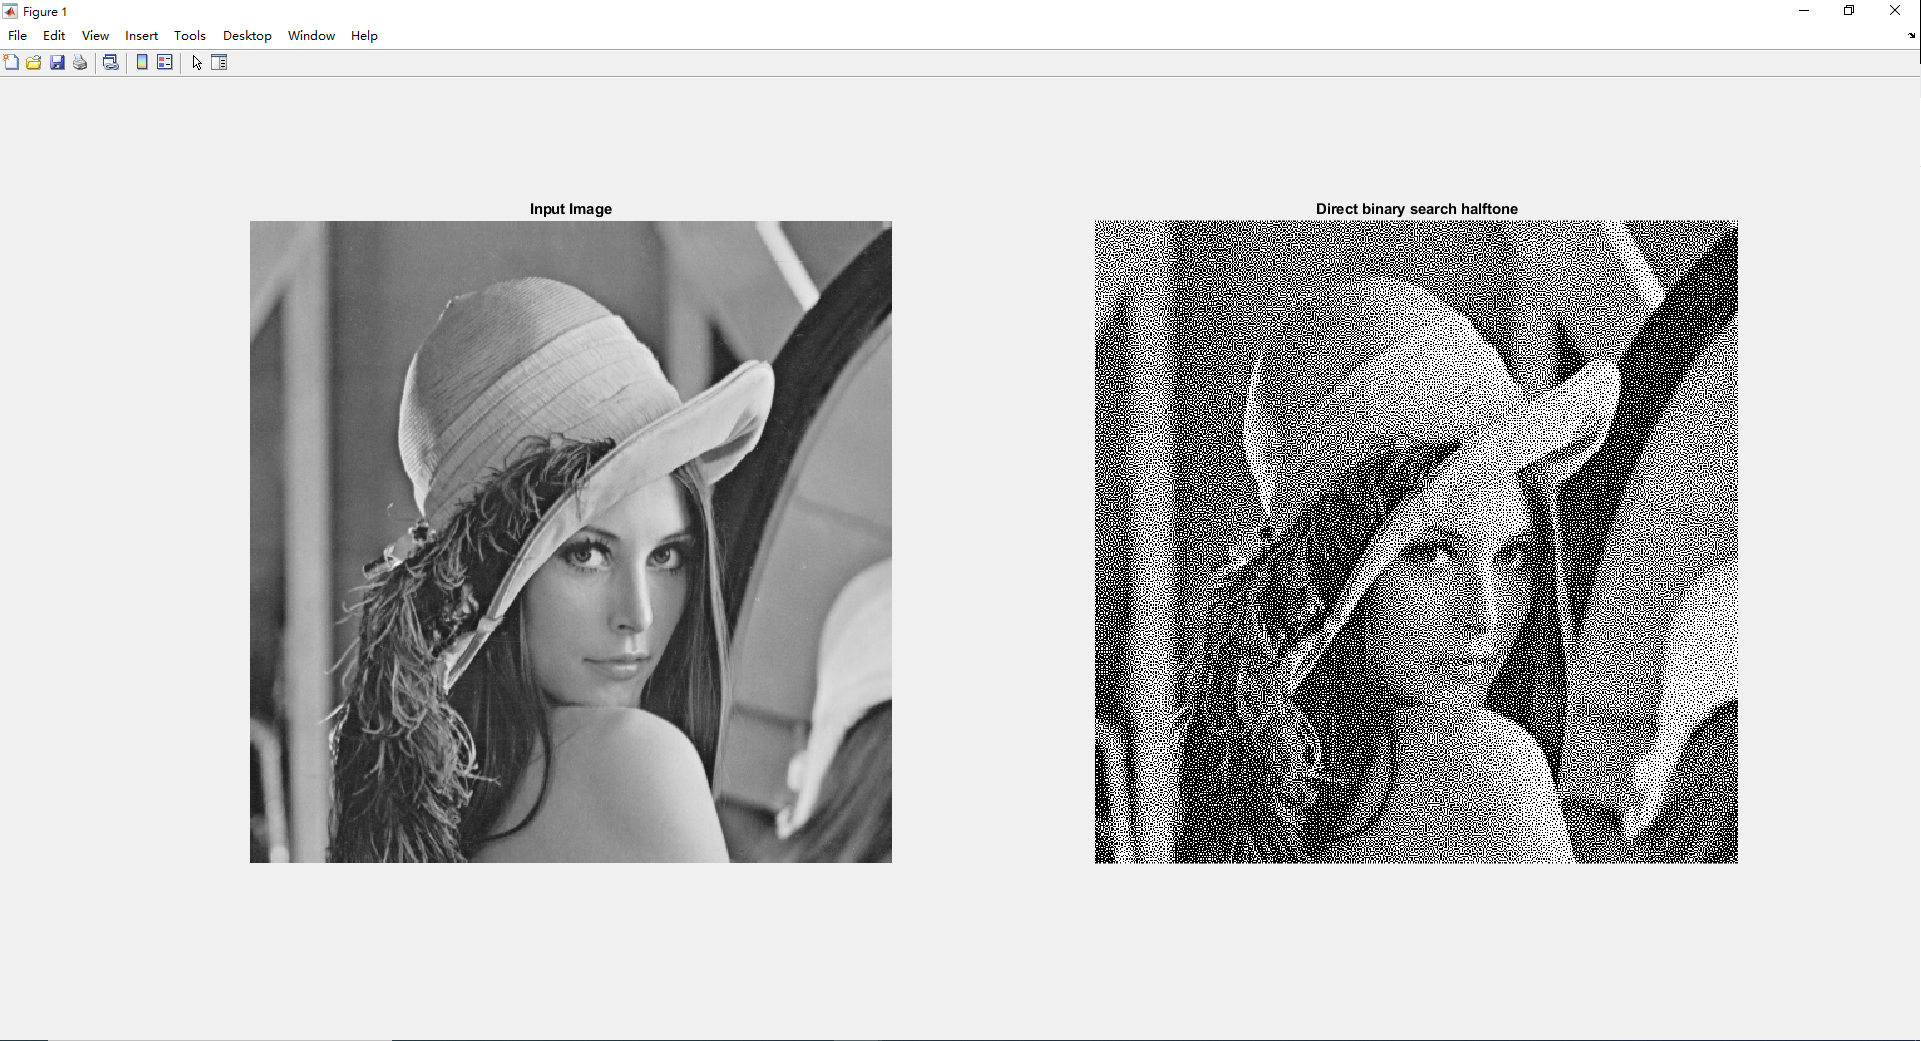 Figure 1
File Edit View Insert Tools Desktop Window Help
Input Image
Direct binary search halftone